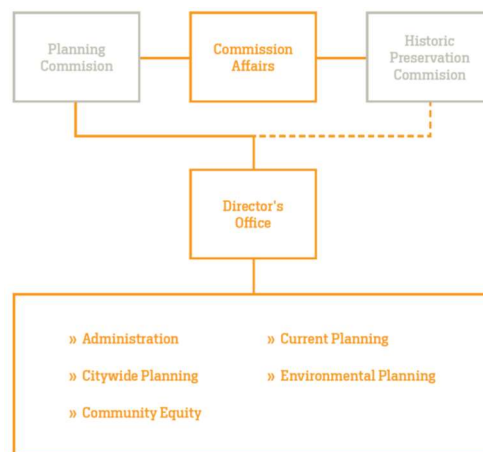 Planning
Commision
Commission
Affairs
Historic
Preservation
Commision
Director's
Office
» Administration
» Current Planning
» Citywide Planning
» Environmental Planning
» Community Equity